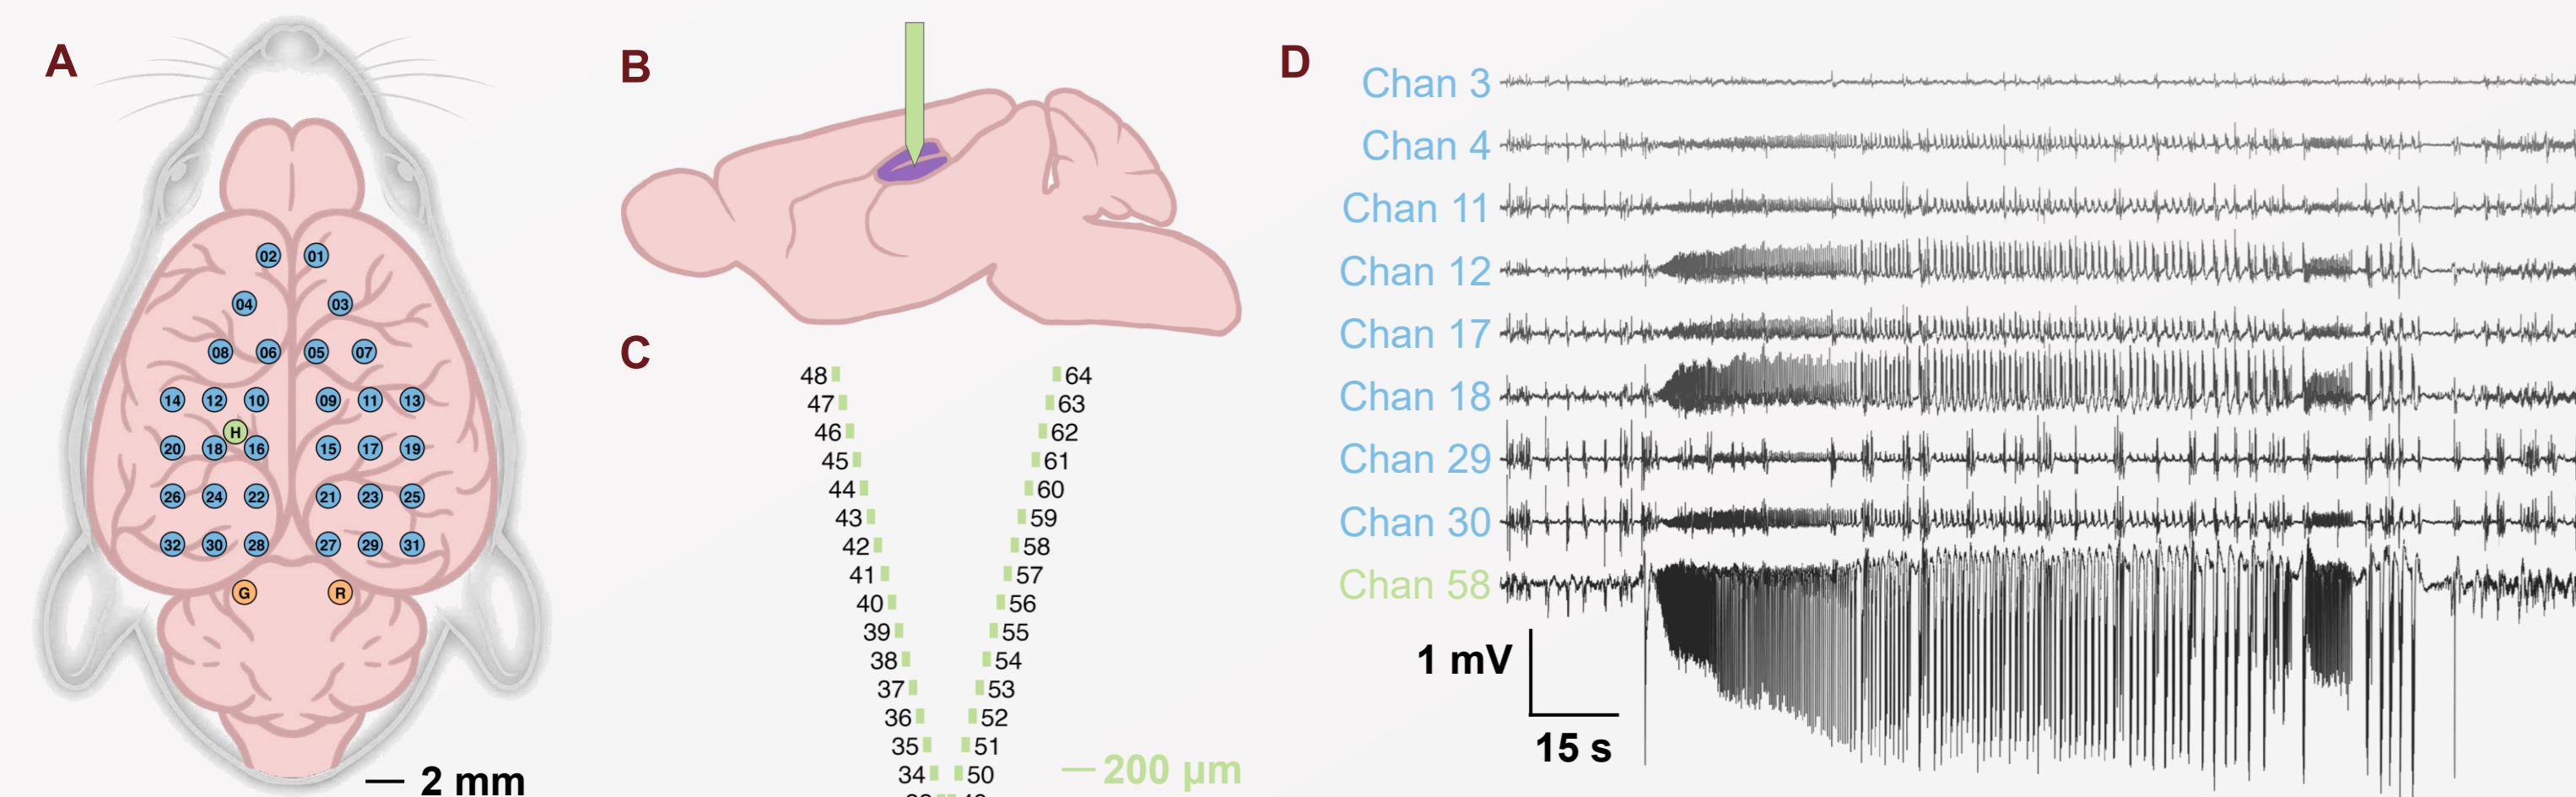 A
02 01
04 03
08 06 05 07
14 12 10 09 11 13
H
20 18 16 15 17 19
26 24 22 21 23 25
32 30 28 27 29 31
G R
2 mm
B
C
48 64
47 63
46 62
45 61
44 60
43 59
42 58
41 57
40 56
39 55
38 54
37 53
36 52
35 51
34 50
200 µm
D
Chan 3
Chan 4
Chan 11
Chan 12
Chan 17
Chan 18
Chan 29
Chan 30
Chan 58
1 mV
15 s